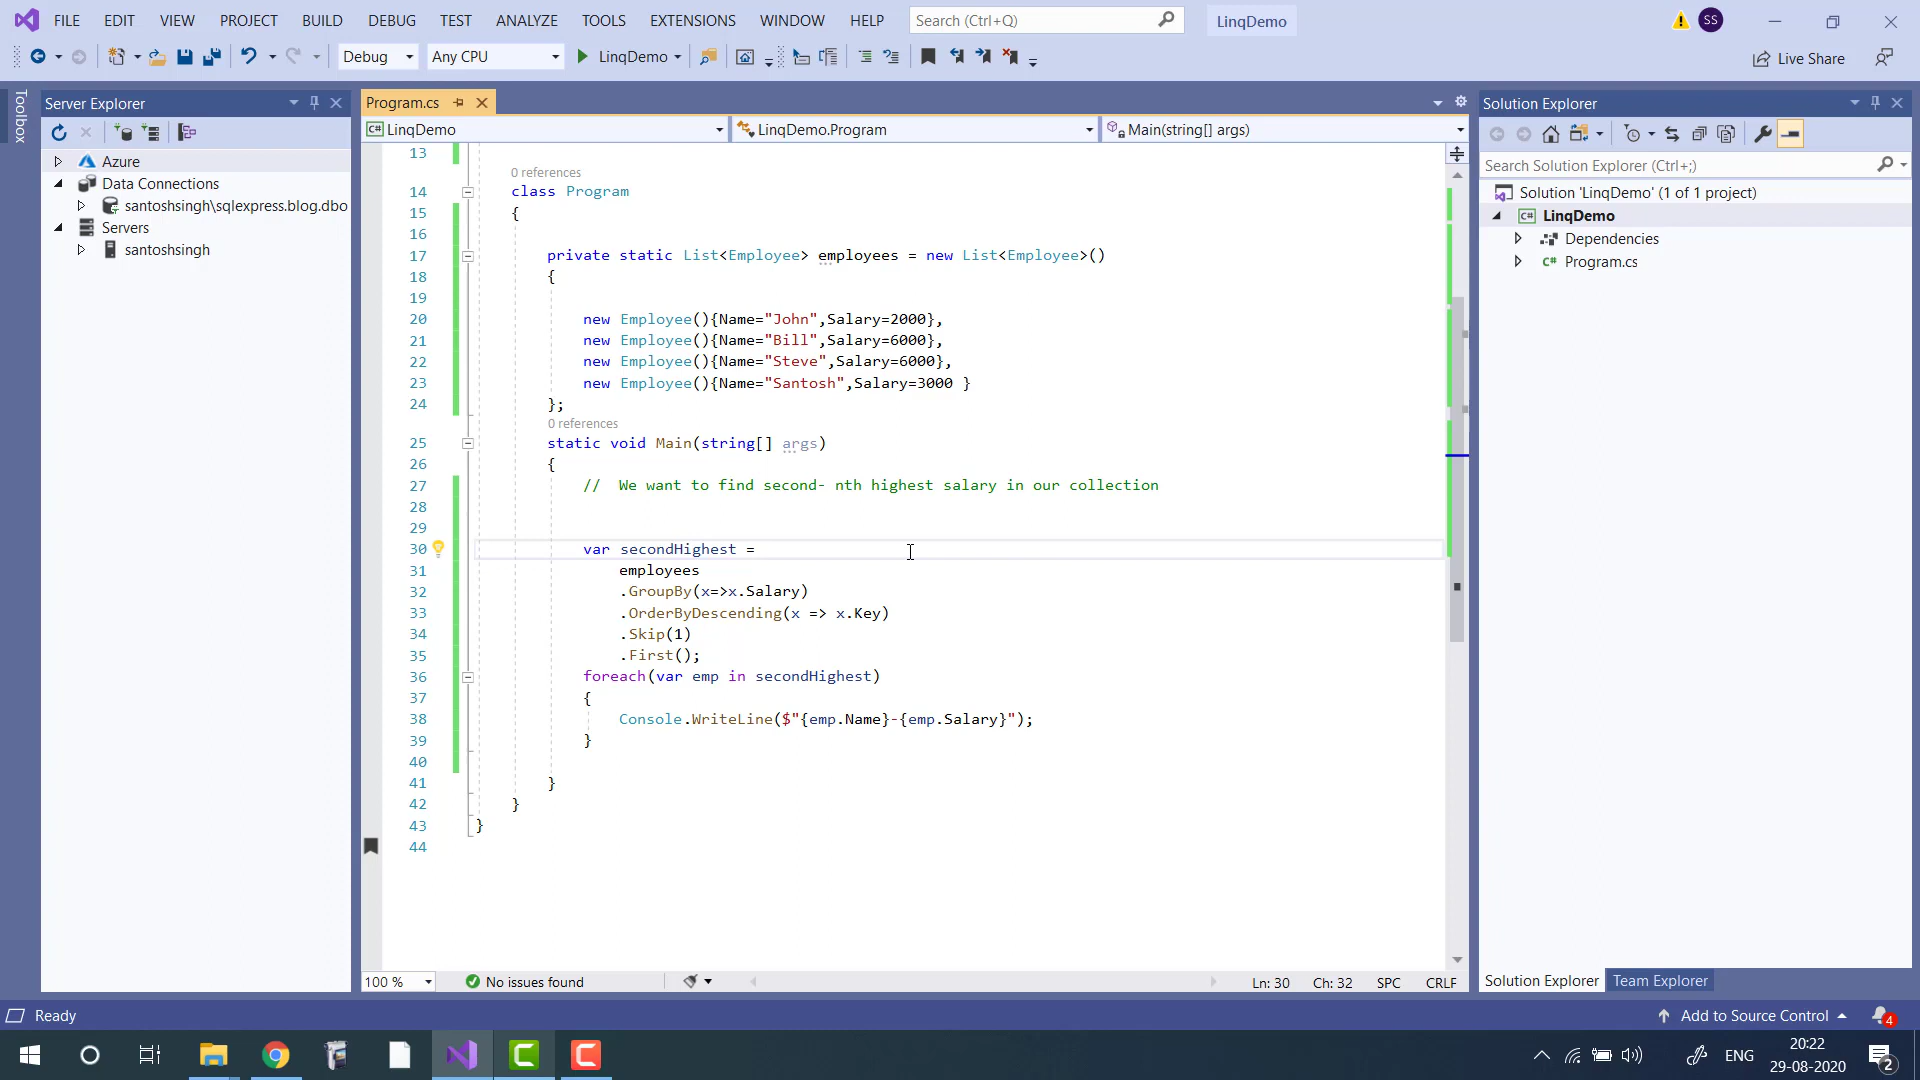 FILE EDIT VIEW PROJECT BUILD DEBUG TEST ANALYZE TOOLS EXTENSIONS WINDOW HELP Search (Ctrl+Q) LinqDemo SS
Debug Any CPU LinqDemo Live Share
Toolbox
Server Explorer
Azure
Data Connections
santoshsingh\sqlexpress.blog.dbo
Servers
santoshsingh
Program.cs
LinqDemo LinqDemo.Program Main(string[] args)
13
0 references
14 class Program
15 {
16
17 private static List<Employee> employees = new List<Employee>()
18 {
19
20 new Employee(){Name="John",Salary=2000},
21 new Employee(){Name="Bill",Salary=6000},
22 new Employee(){Name="Steve",Salary=6000},
23 new Employee(){Name="Santosh",Salary=3000 }
24 };
0 references
25 static void Main(string[] args)
26 {
27 // We want to find second- nth highest salary in our collection
28
29
30 var secondHighest =
31 employees
32 .GroupBy(x=>x.Salary)
33 .OrderByDescending(x => x.Key)
34 .Skip(1)
35 .First();
36 foreach(var emp in secondHighest)
37 {
38 Console.WriteLine($"{emp.Name}-{emp.Salary}");
39 }
40
41 }
42 }
43 }
44
100 % No issues found Ln: 30 Ch: 32 SPC CRLF
Solution Explorer
Search Solution Explorer (Ctrl+;)
Solution 'LinqDemo' (1 of 1 project)
C# LinqDemo
Dependencies
C# Program.cs
Solution Explorer Team Explorer
Ready Add to Source Control 4
ENG 20:22
29-08-2020 2